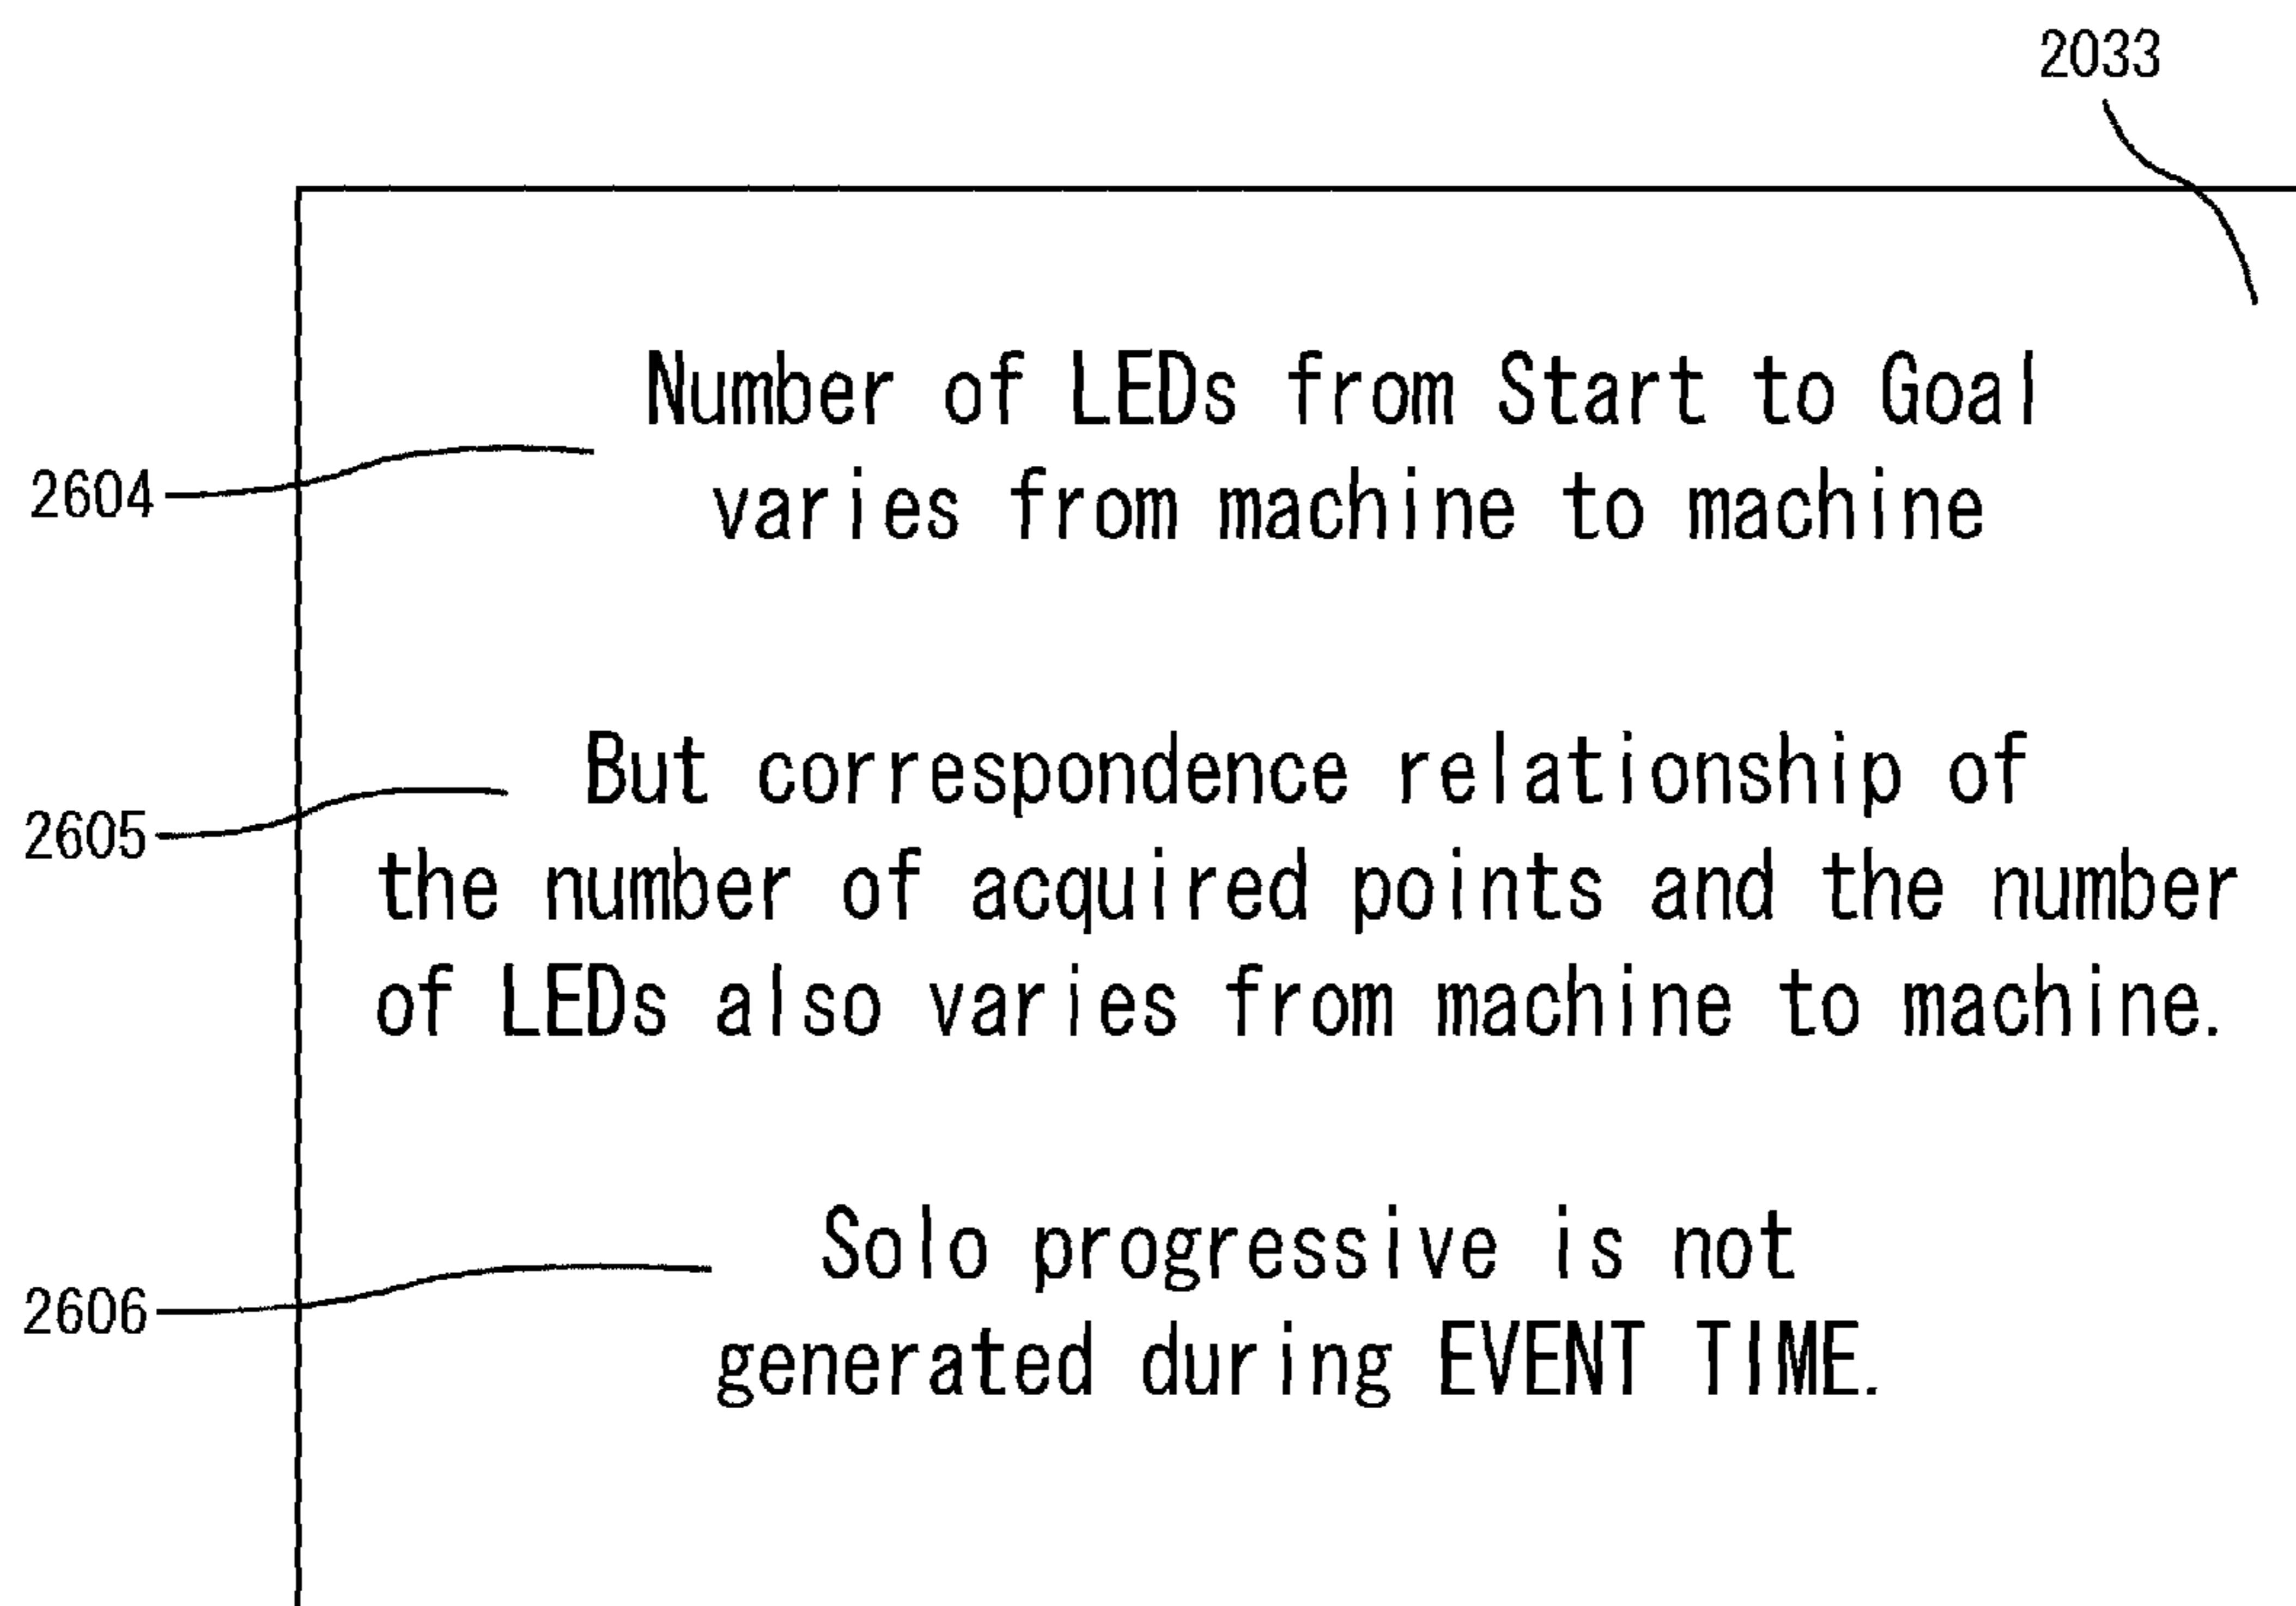 2033
Number of LEDs from Start to Goal
2604
varies from machine to machine
But correspondence relationship of
2605
the number of acquired points and the number
of LEDs also varies from machine to machine.
Solo progressive is not
2606
generated during EVENT TIME.